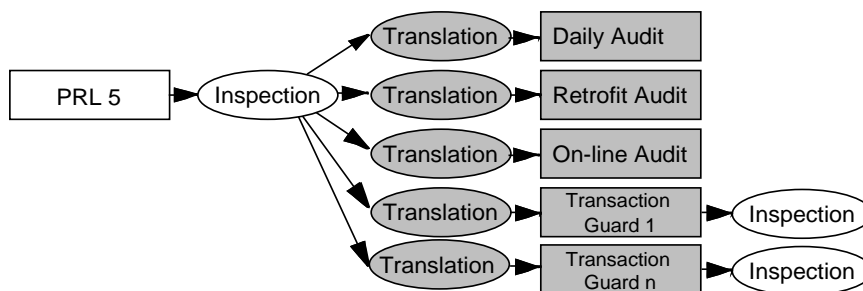 Translation
Daily Audit
PRL 5
Inspection
Translation
Retrofit Audit
Translation
On-line Audit
Translation
Transaction
Guard 1
Inspection
Translation
Transaction
Guard n
Inspection